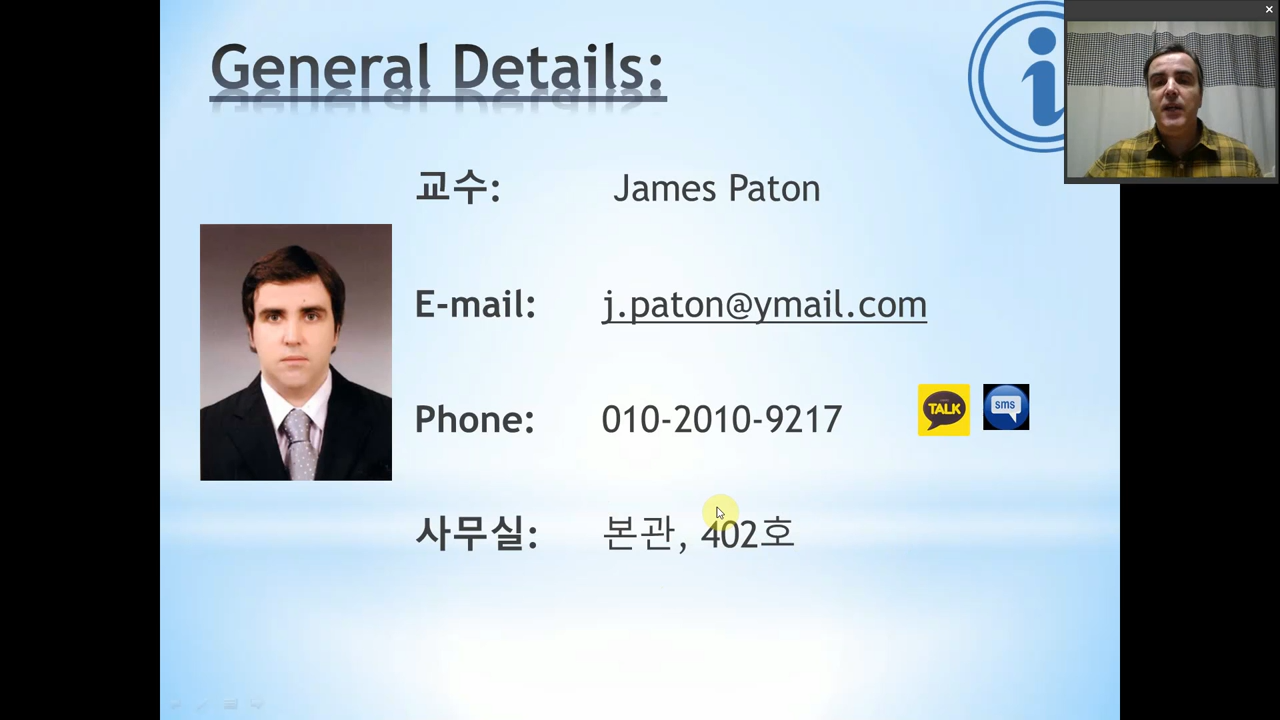 General Details:
i
교수: James Paton
E-mail: j.paton@ymail.com
Phone: 010-2010-9217 TALK sms
사무실: 본관, 402호